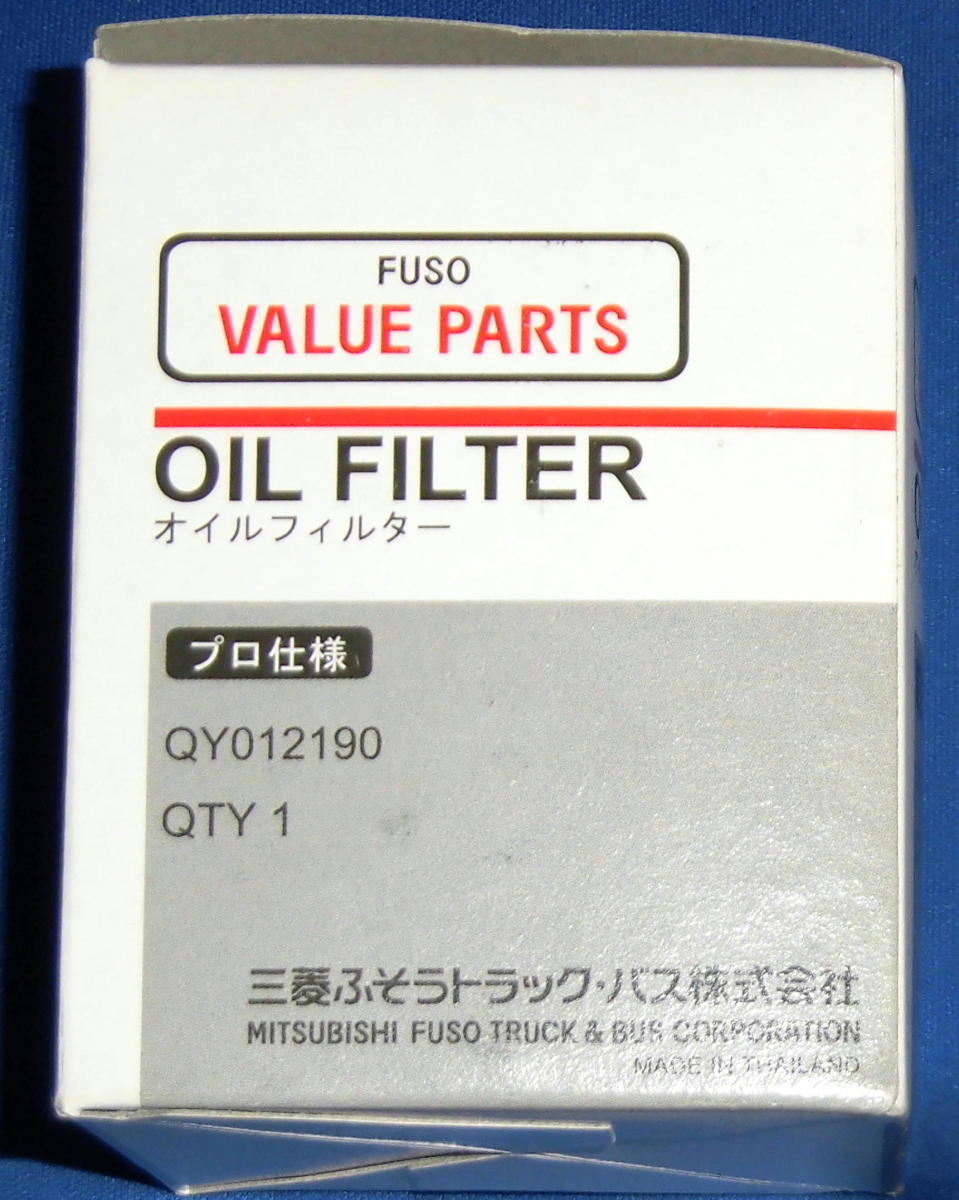 FUSO
VALUE PARTS
OIL FILTER
オイルフィルター
プロ仕様
QY012190
QTY 1
三菱ふそうトラック・バス株式会社
MITSUBISHI FUSO TRUCK & BUS CORPORATION
MADE IN THAILAND